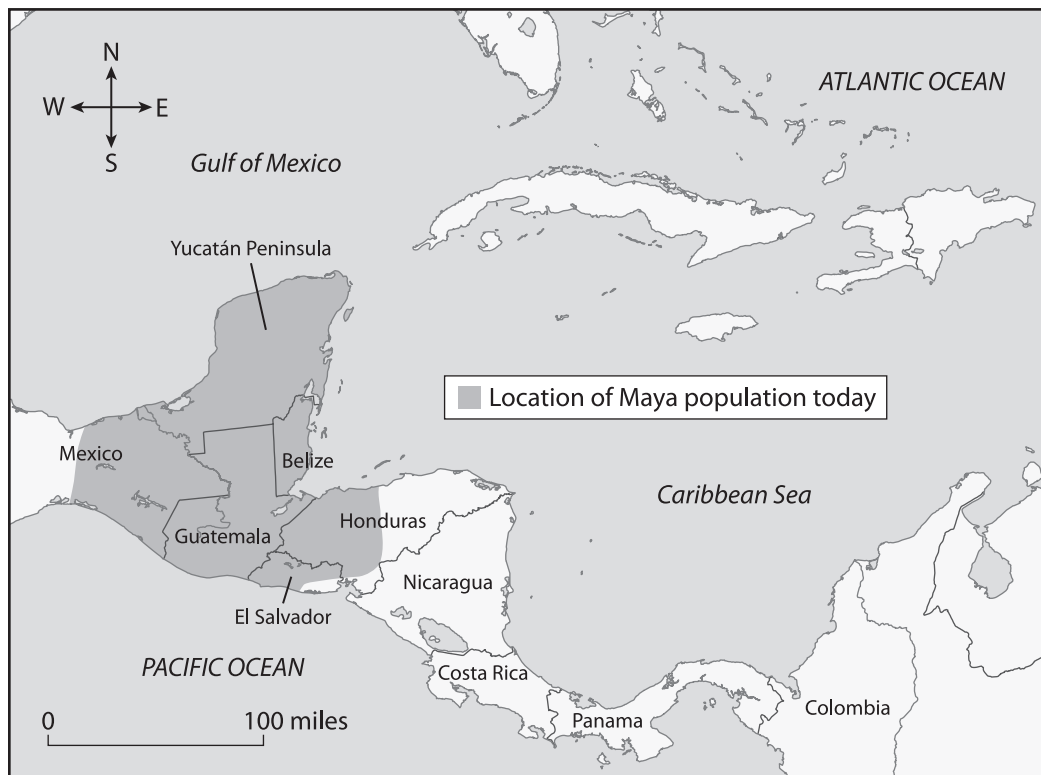 N
W E
S
ATLANTIC OCEAN
Gulf of Mexico
Yucatán Peninsula
Location of Maya population today
Mexico
Belize
Caribbean Sea
Honduras
Guatemala
Nicaragua
El Salvador
PACIFIC OCEAN
Costa Rica
Colombia
Panama
0 100 miles